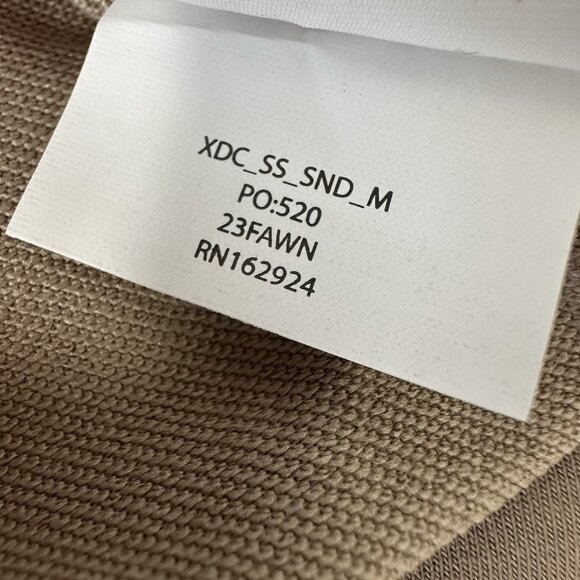 XDC_SS_SND_M
PO:520
23FAWN
RN162924